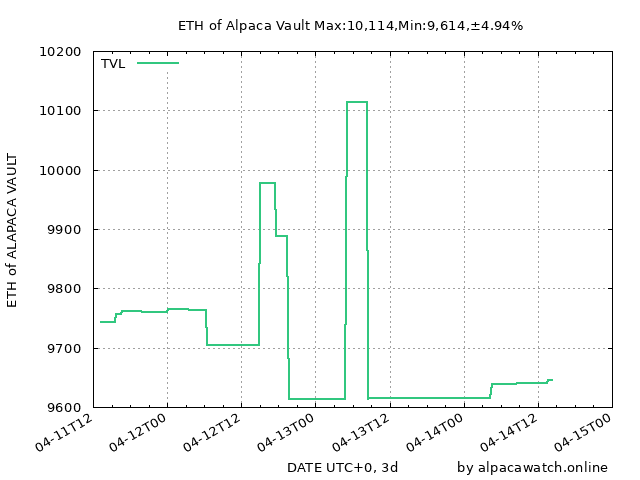 ETH of Alpaca Vault Max:10,114,Min:9,614,±4.94%
TVL
10200
10100
10000
9900
9800
9700
9600
ETH of ALAPACA VAULT
04-11T12
04-12T00
04-12T12
04-13T00
04-13T12
04-14T00
04-14T12
04-15T00
DATE UTC+0, 3d
by alpacawatch.online